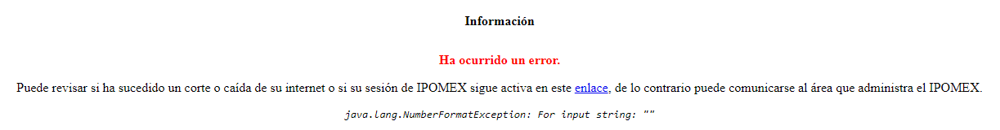 Información
Ha ocurrido un error.
Puede revisar si ha sucedido un corte o caída de su internet o si su sesión de IPOMEX sigue activa en este enlace, de lo contrario puede comunicarse al área que administra el IPOMEX.
java.lang.NumberFormatException: For input string: ""